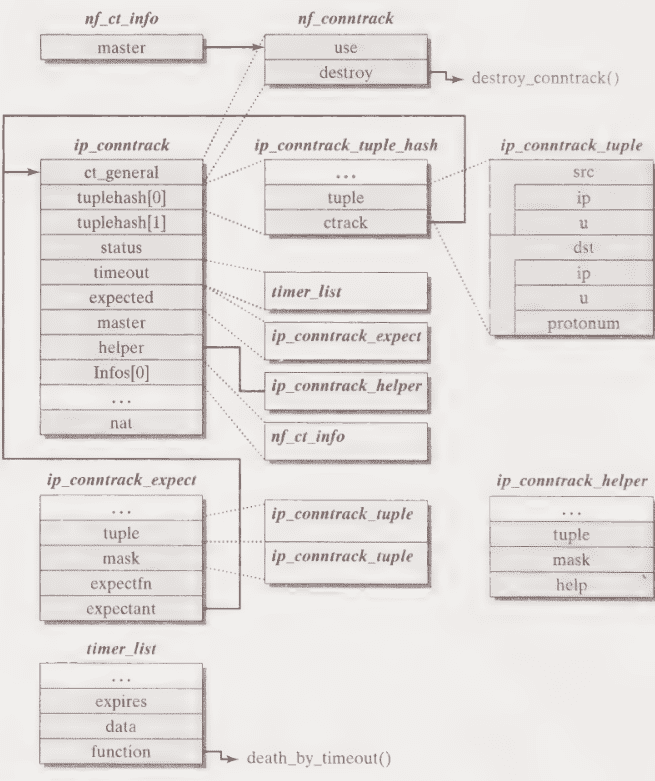 nf_ct_info
master
nf_conntrack
use
destroy
destroy_conntrack()
ip_conntrack
ct_general
tuplehash[0]
tuplehash[1]
status
timeout
expected
master
helper
Infos[0]
...
nat
ip_conntrack_tuple_hash
...
tuple
ctrack
ip_conntrack_tuple
src
ip
u
dst
ip
u
protonum
timer_list
ip_conntrack_expect
ip_conntrack_helper
nf_ct_info
ip_conntrack_expect
...
tuple
mask
expectfn
expectant
ip_conntrack_tuple
ip_conntrack_tuple
ip_conntrack_helper
...
tuple
mask
help
timer_list
...
expires
data
function
death_by_timeout()